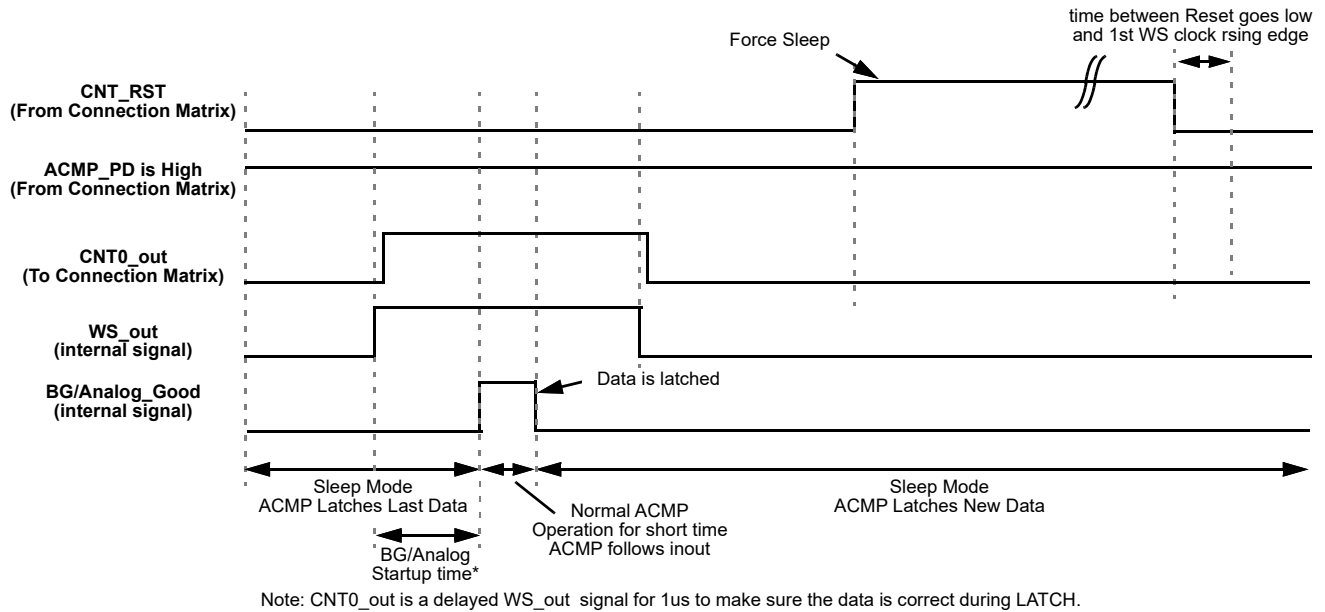 time between Reset goes low
and 1st WS clock rsing edge
Force Sleep
CNT_RST
(From Connection Matrix)
ACMP_PD is High
(From Connection Matrix)
CNT0_out
(To Connection Matrix)
WS_out
(internal signal)
BG/Analog_Good
(internal signal)
Data is latched
Sleep Mode
ACMP Latches Last Data
Normal ACMP
Operation for short time
ACMP follows inout
Sleep Mode
ACMP Latches New Data
BG/Analog
Startup time*
Note: CNT0_out is a delayed WS_out signal for 1us to make sure the data is correct during LATCH.